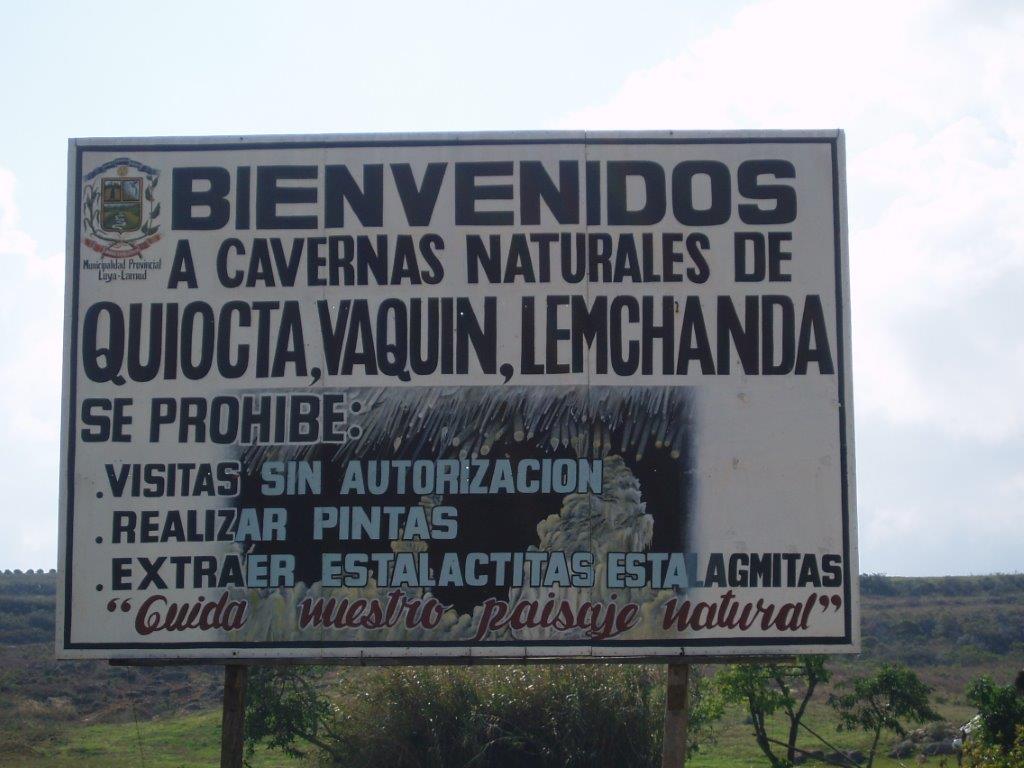 BIENVENIDOS
Municipalidad Provincial
Luya-Lamud
A CAVERNAS NATURALES DE
QUIOCTA, VAQUIN, LEMCHANDA
SE PROHIBE:
.VISITAS SIN AUTORIZACION
.REALIZAR PINTAS
.EXTRAER ESTALACTITAS ESTALAGMITAS
"Cuida nuestro paisaje natural"